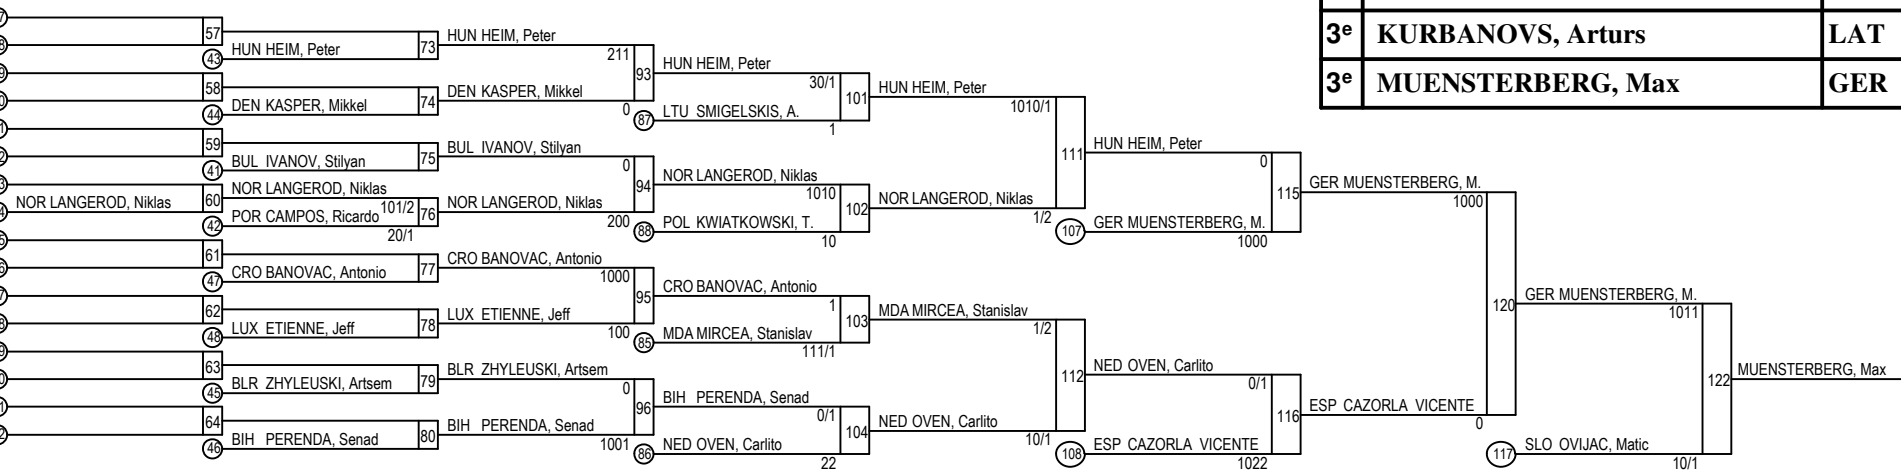 3e KURBANOVS, Arturs LAT
3e MUENSTERBERG, Max GER
57
43 HUN HEIM, Peter
58
44 DEN KASPER, Mikkel
59
41 BUL IVANOV, Stilyan
NOR LANGEROD, Niklas
60
NOR LANGEROD, Niklas
101/2
42 POR CAMPOS, Ricardo
20/1
61
47 CRO BANOVAC, Antonio
62
48 LUX ETIENNE, Jeff
63
45 BLR ZHYLEUSKI, Artsem
64
46 BIH PERENDA, Senad
73
HUN HEIM, Peter
211
74
DEN KASPER, Mikkel
0
75
BUL IVANOV, Stilyan
0
76
NOR LANGEROD, Niklas
200
77
CRO BANOVAC, Antonio
1000
78
LUX ETIENNE, Jeff
100
79
BLR ZHYLEUSKI, Artsem
0
80
BIH PERENDA, Senad
1001
93
HUN HEIM, Peter
30/1
87 LTU SMIGELSKIS, A.
1
94
NOR LANGEROD, Niklas
1010
88 POL KWIATKOWSKI, T.
10
95
CRO BANOVAC, Antonio
1
85 MDA MIRCEA, Stanislav
111/1
96
BIH PERENDA, Senad
0/1
86 NED OVEN, Carlito
22
101
HUN HEIM, Peter
1010/1
102
NOR LANGEROD, Niklas
1/2
103
MDA MIRCEA, Stanislav
1/2
104
NED OVEN, Carlito
10/1
111
HUN HEIM, Peter
0
107 GER MUENSTERBERG, M.
1000
112
NED OVEN, Carlito
0/1
108 ESP CAZORLA VICENTE
1022
115
GER MUENSTERBERG, M.
1000
116
ESP CAZORLA VICENTE
0
120
GER MUENSTERBERG, M.
1011
117 SLO OVIJAC, Matic
10/1
122
MUENSTERBERG, Max